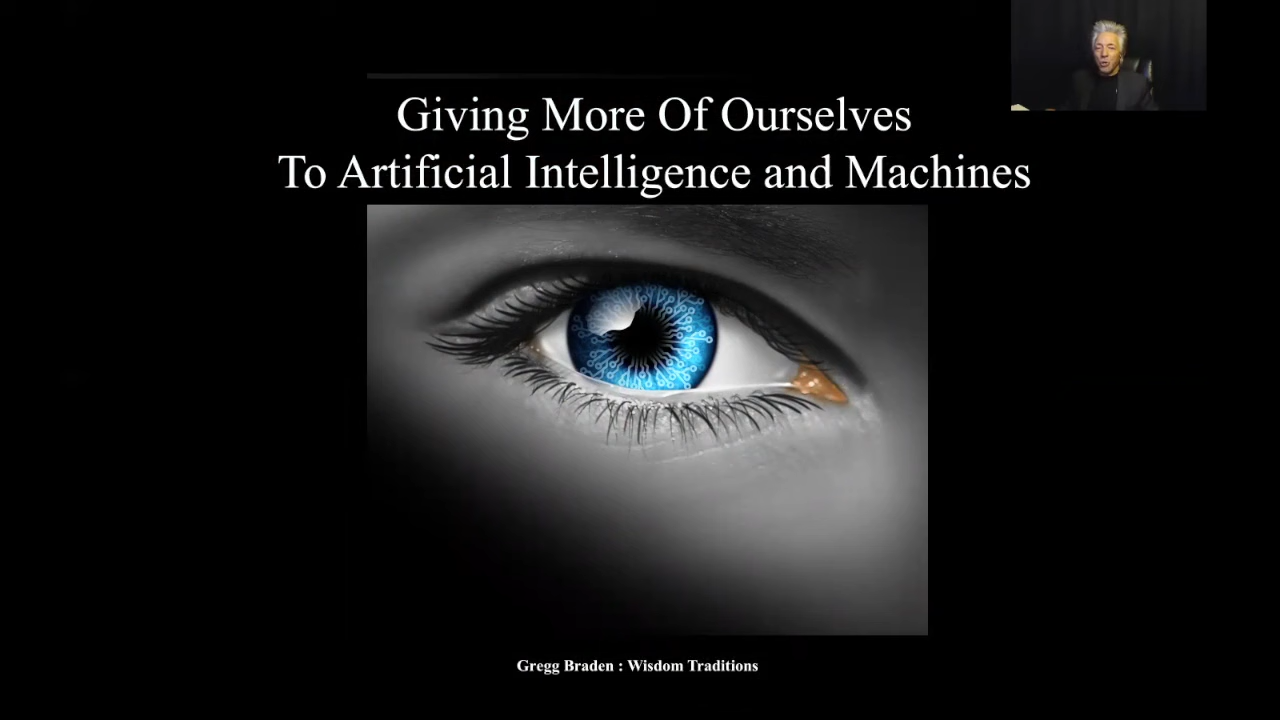 Giving More Of Ourselves
To Artificial Intelligence and Machines
Gregg Braden : Wisdom Traditions